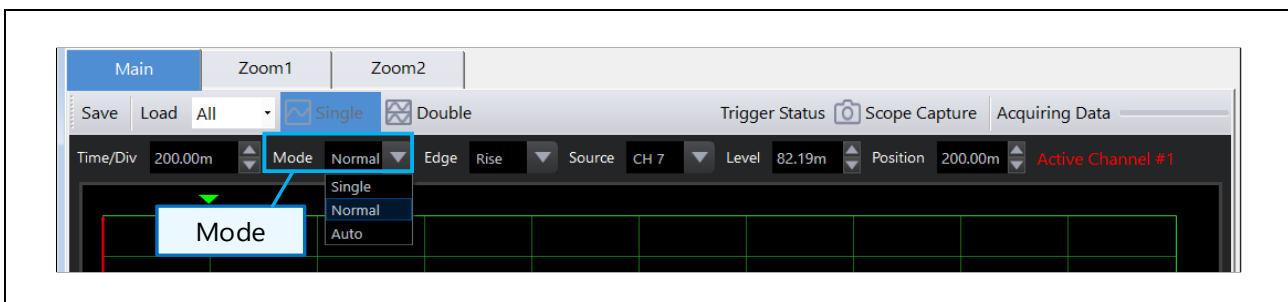 Main Zoom1 Zoom2
Save Load All Single Double Trigger Status Scope Capture Acquiring Data
Time/Div 200.00m Mode Normal Edge Rise Source CH 7 Level 82.19m Position 200.00m Active Channel #1
Single
Normal
Auto
Mode